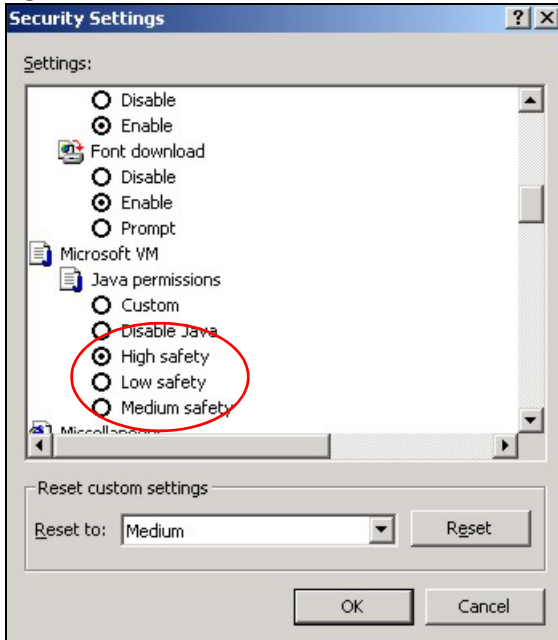 Security Settings
Settings:
Disable
Enable
Font download
Disable
Enable
Prompt
Microsoft VM
Java permissions
Custom
Disable Java
High safety
Low safety
Medium safety
Miscellaneous
Reset custom settings
Reset to: Medium Reset
OK Cancel